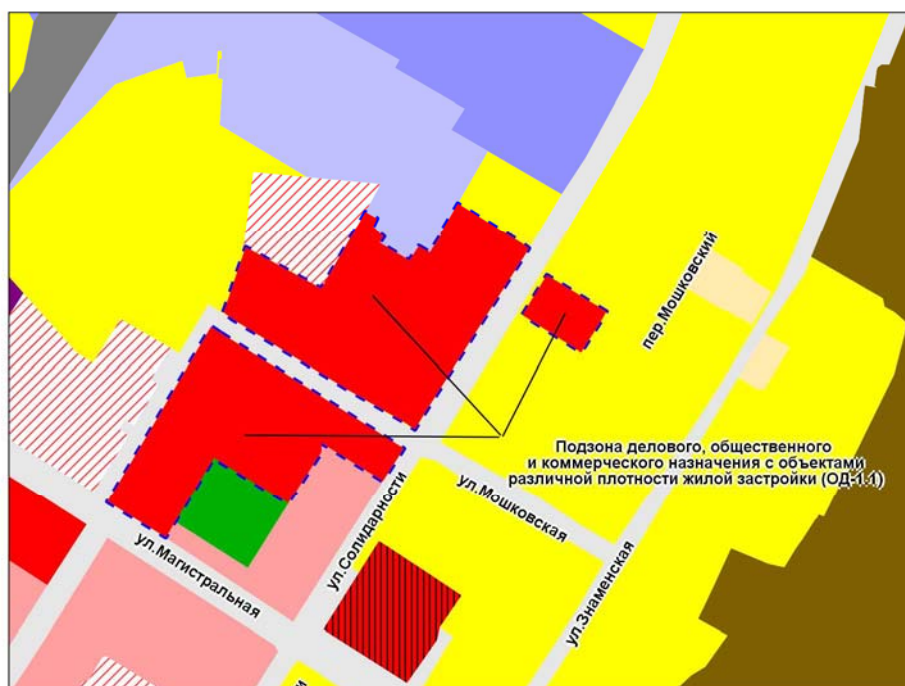 пер.Мошковский
Подзона делового, общественного
и коммерческого назначения с объектами
различной плотности жилой застройки (ОД-1.1)
ул.Мошковская
ул.Солидарности
ул.Магистральная
ул.Знаменская